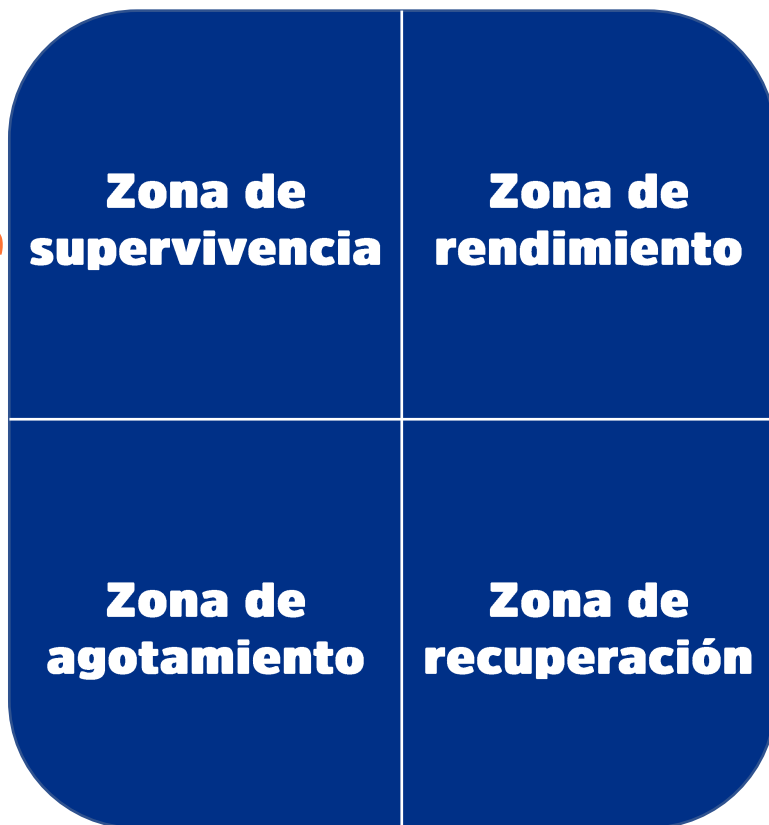 Zona de
supervivencia
Zona de
rendimiento
Zona de
agotamiento
Zona de
recuperación